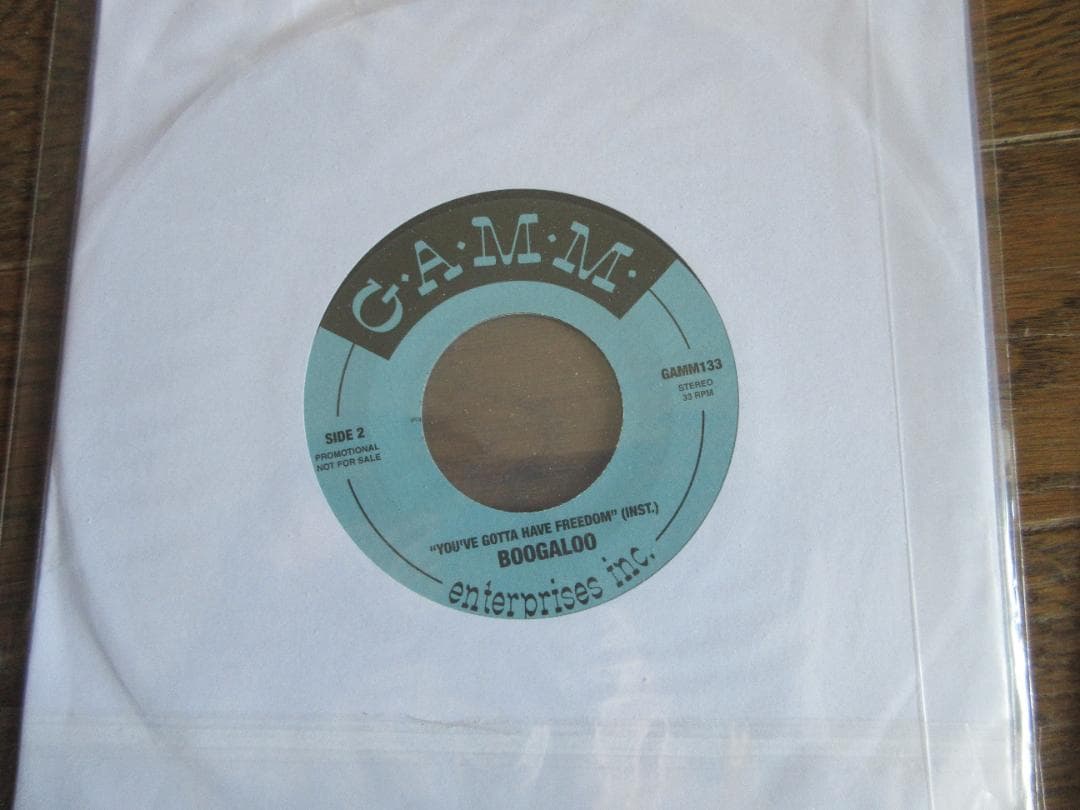 G·A·M·M·
GAMM133
STEREO
33 RPM
SIDE 2
PROMOTIONAL
NOT FOR SALE
"YOU'VE GOTTA HAVE FREEDOM" (INST.)
BOOGALOO
enterprises inc.